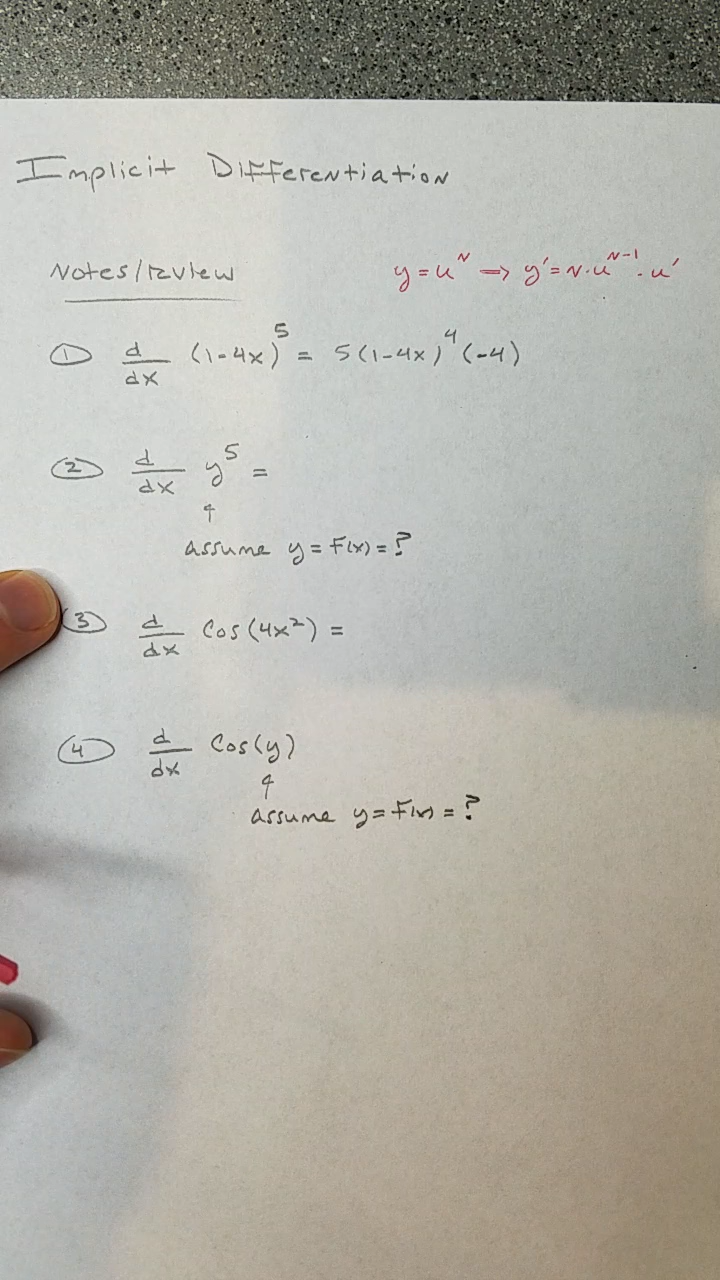 Implicit Differentiation
Notes/review
y = u^N ⇒ y' = N·u^(N-1)·u'
① d/dx (1-4x)^5 = 5(1-4x)^4(-4)
② d/dx y^5 =
↑
assume y = F(x) = ?
③ d/dx Cos(4x²) =
④ d/dx Cos(y)
↑
assume y = F(x) = ?